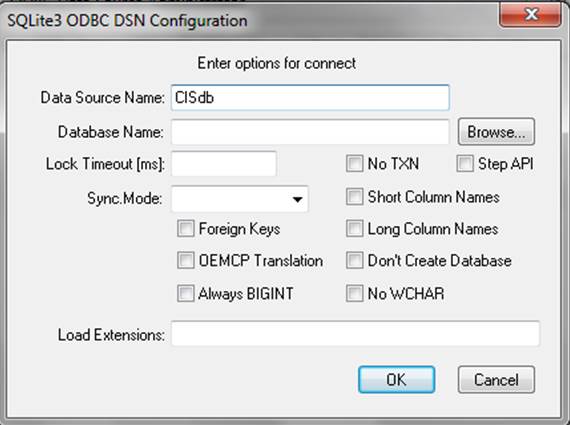 SQLite3 ODBC DSN Configuration
Enter options for connect
Data Source Name: CISdb
Database Name: Browse...
Lock Timeout [ms]: No TXN Step API
Sync.Mode: Short Column Names
Foreign Keys Long Column Names
OEMCP Translation Don't Create Database
Always BIGINT No WCHAR
Load Extensions:
OK Cancel